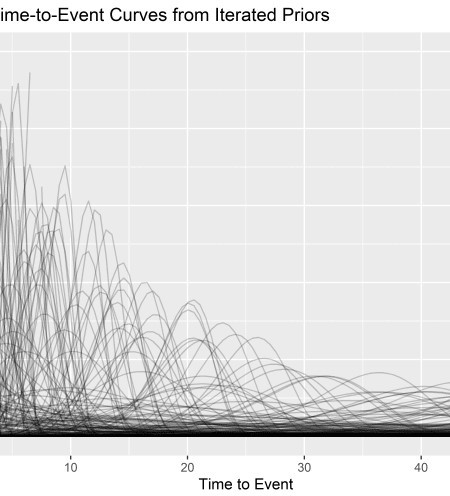 ime-to-Event Curves from Iterated Priors
10 20 30 40
Time to Event